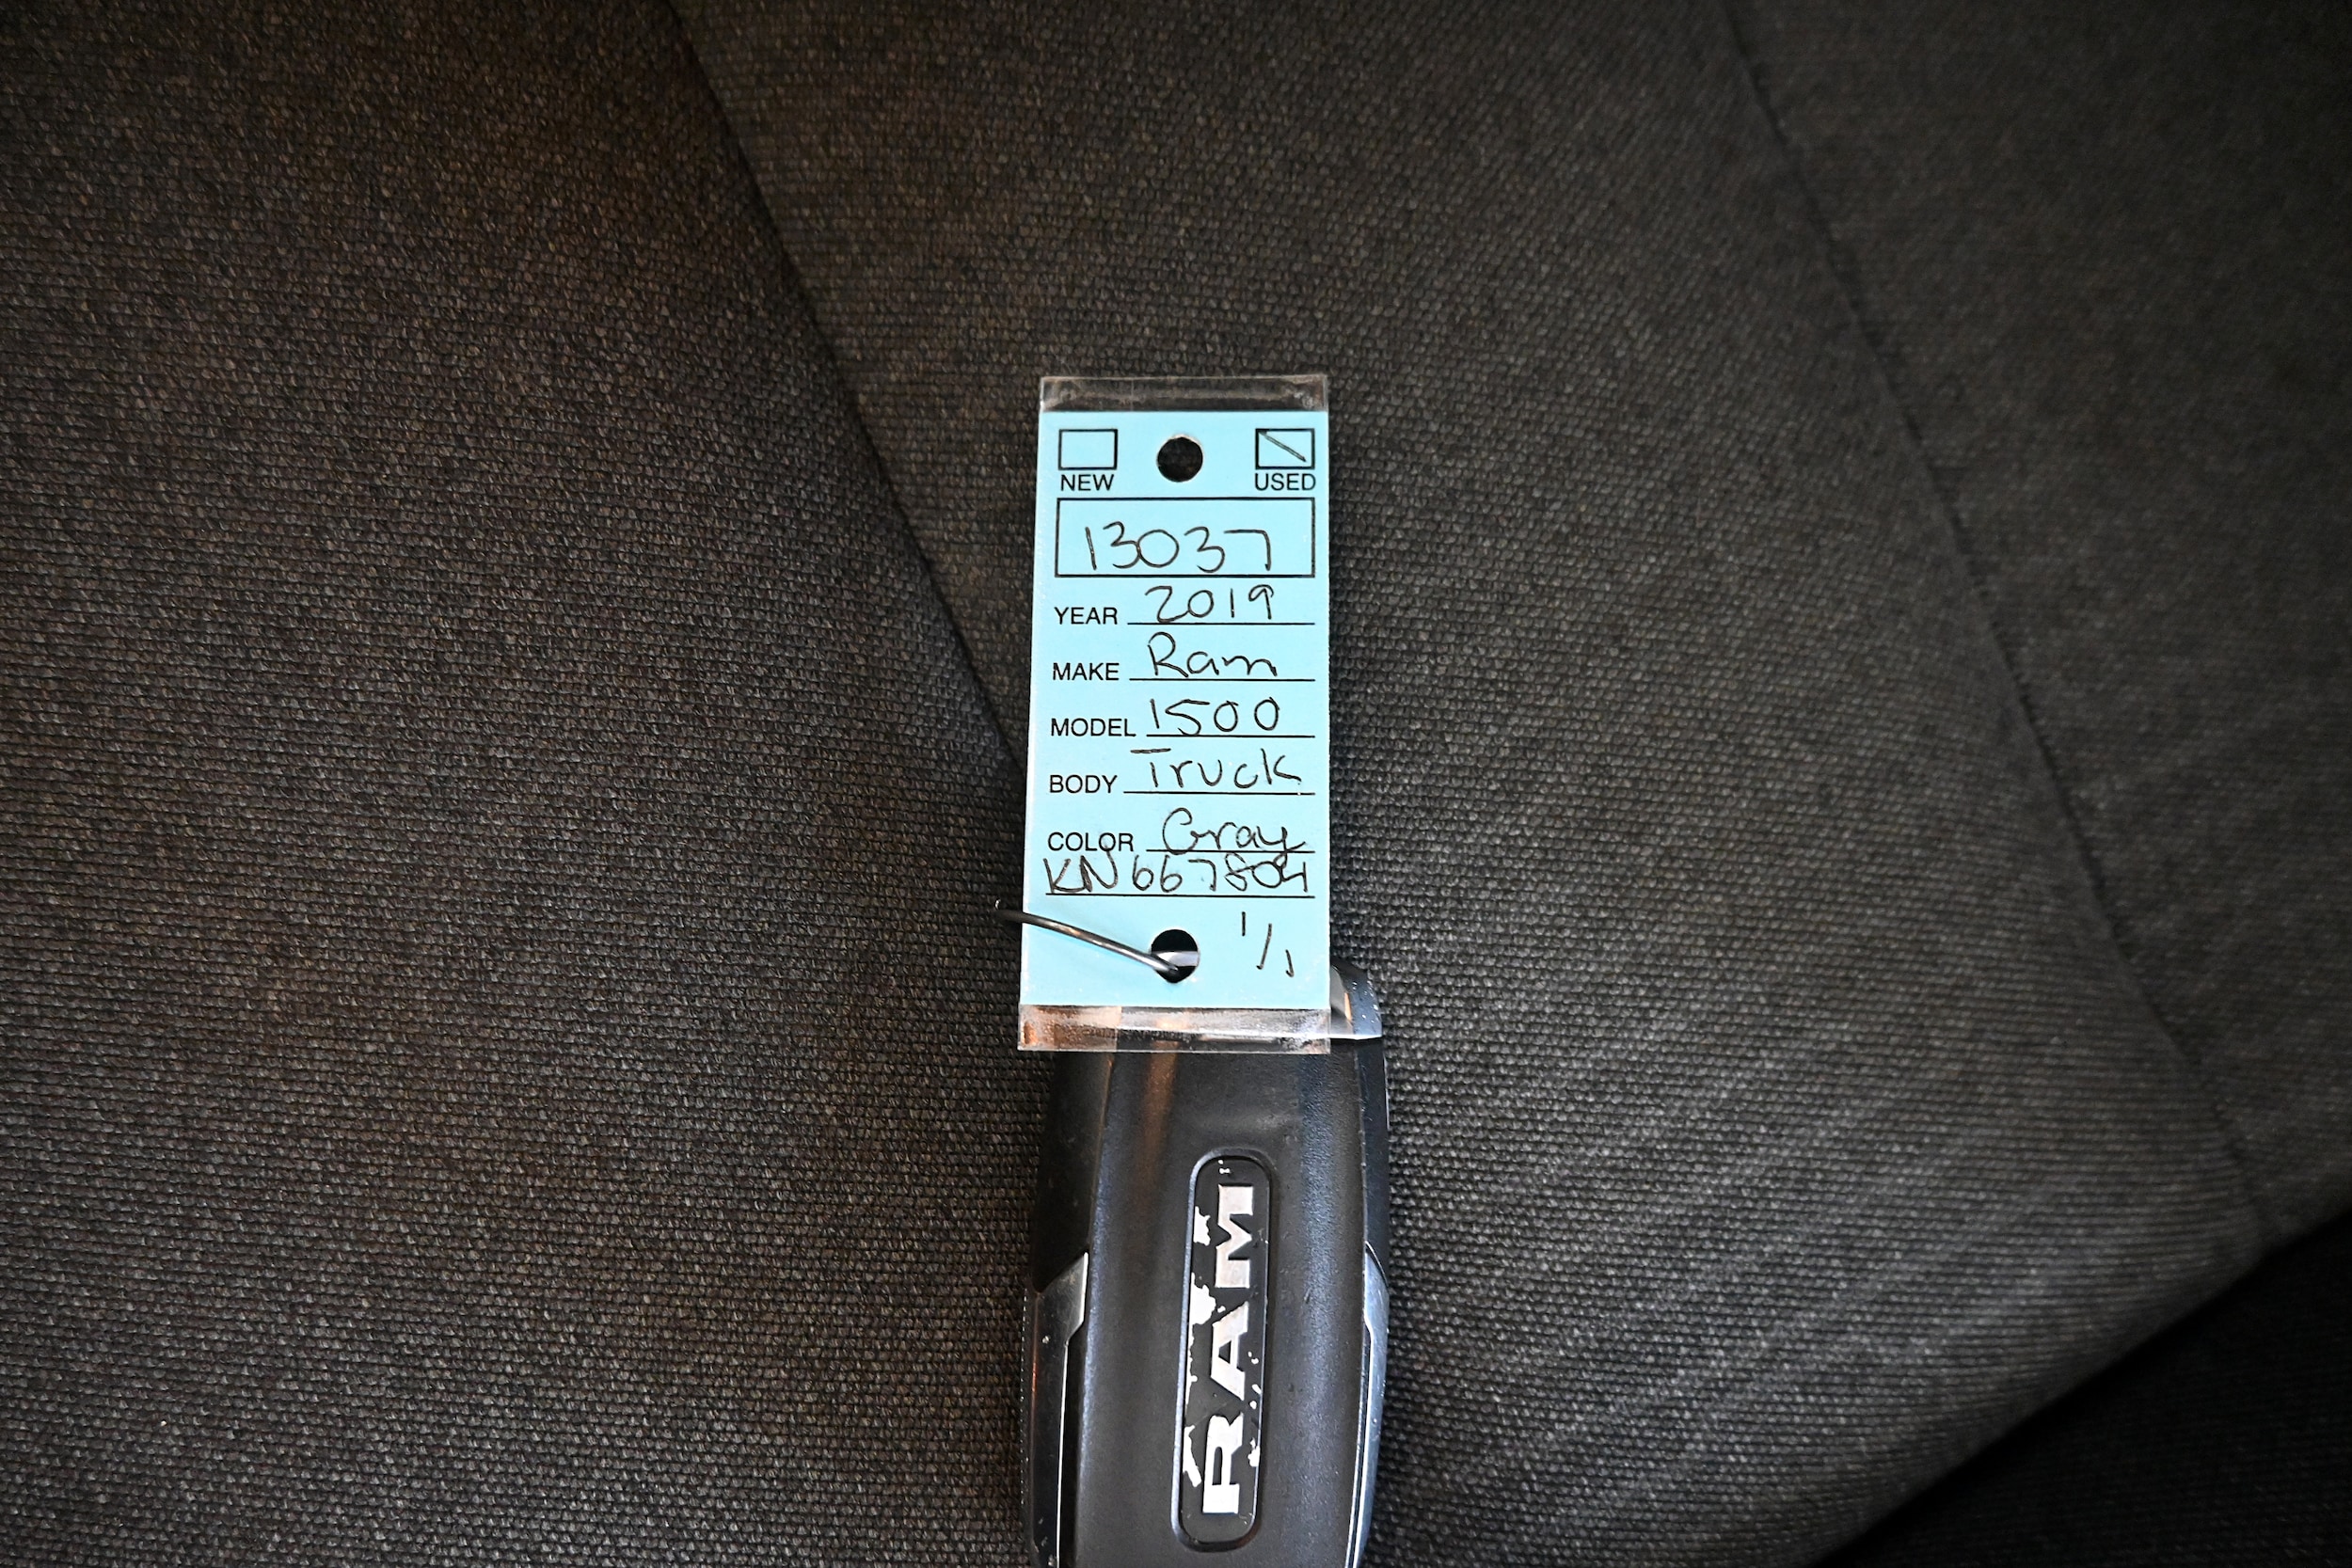 NEW USED
13037
YEAR 2019
MAKE Ram
MODEL 1500
BODY Truck
COLOR Gray
KN667804
1/1
RAM